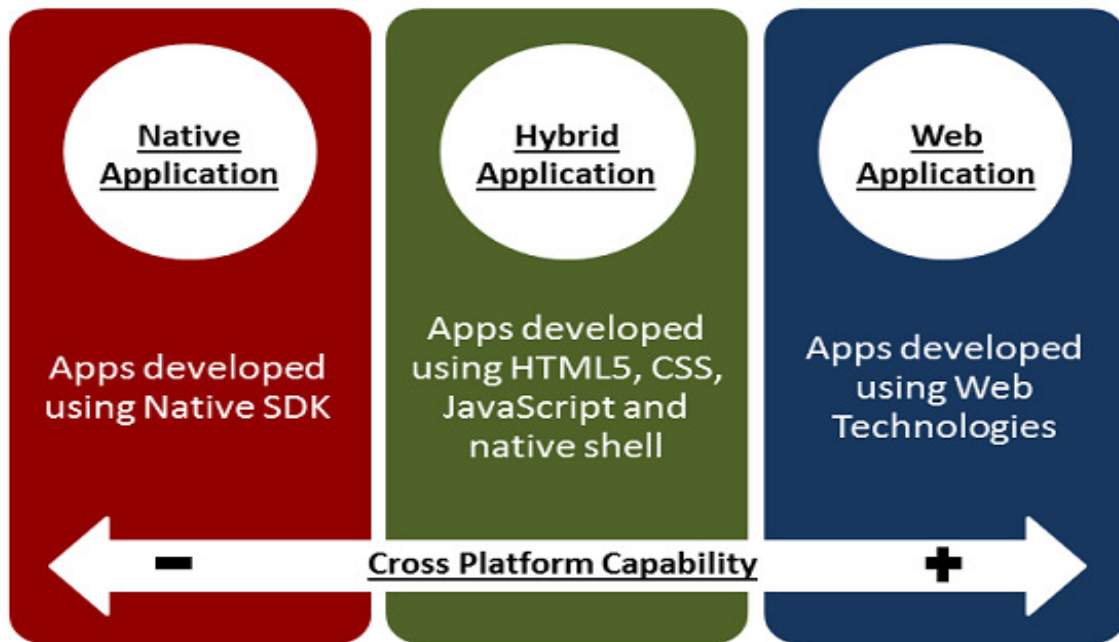 Native
Application
Apps developed
using Native SDK
Hybrid
Application
Apps developed
using HTML5, CSS,
JavaScript and
native shell
Web
Application
Apps developed
using Web
Technologies
- Cross Platform Capability +